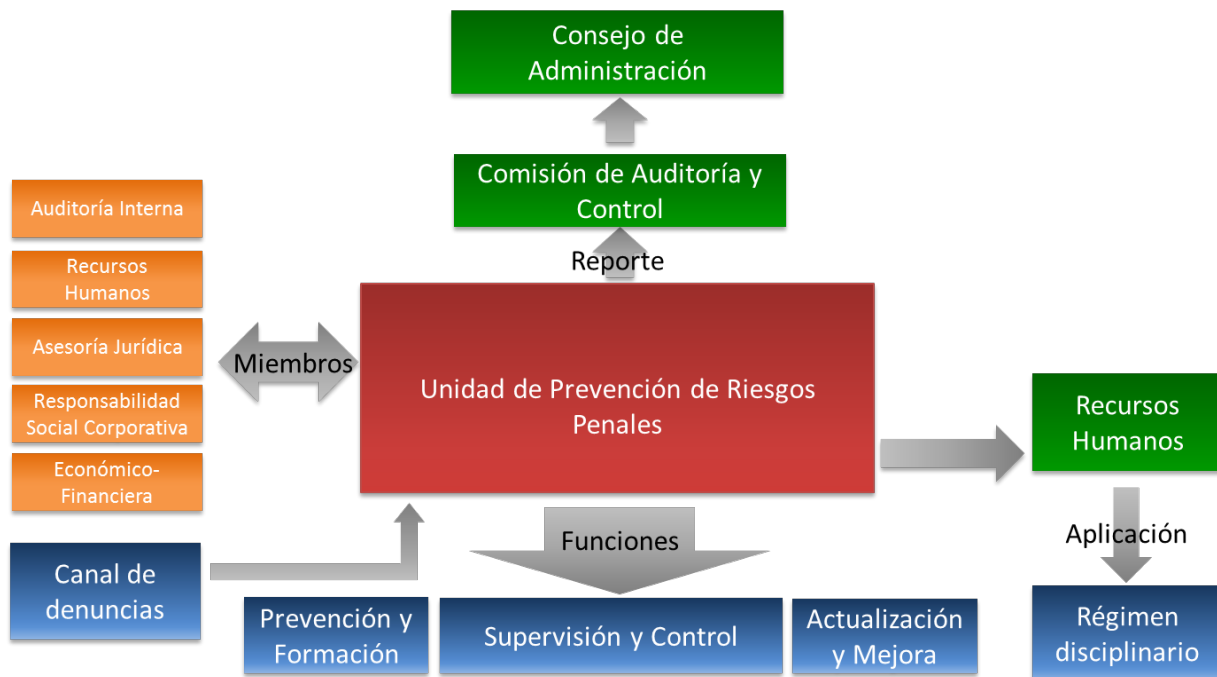 Consejo de
Administración
Comisión de Auditoría y
Control
Reporte
Auditoría Interna
Recursos
Humanos
Asesoría Jurídica
Responsabilidad
Social Corporativa
Económico-
Financiera
Miembros
Unidad de Prevención de Riesgos
Penales
Recursos
Humanos
Aplicación
Régimen
disciplinario
Canal de
denuncias
Funciones
Prevención y
Formación
Supervisión y Control
Actualización
y Mejora